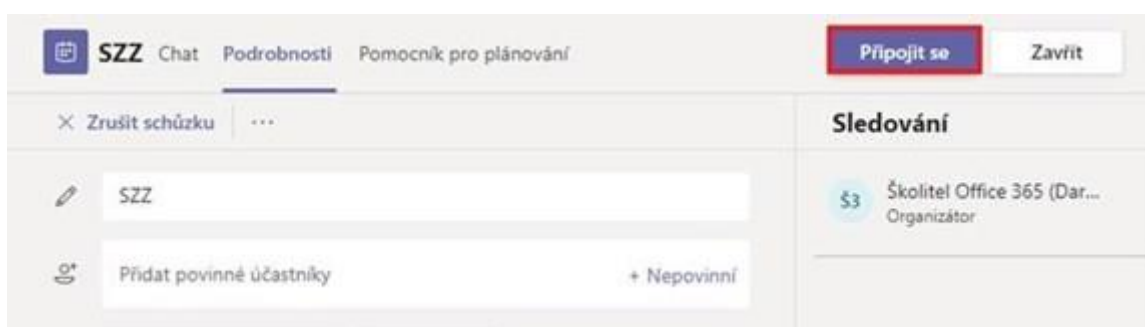 SZZ Chat Podrobnosti Pomocník pro plánování Připojit se Zavřít
× Zrušit schůzku ...
Sledování
SZZ
Š3 Školitel Office 365 (Dar...
Organizátor
Přidat povinné účastníky + Nepovinní